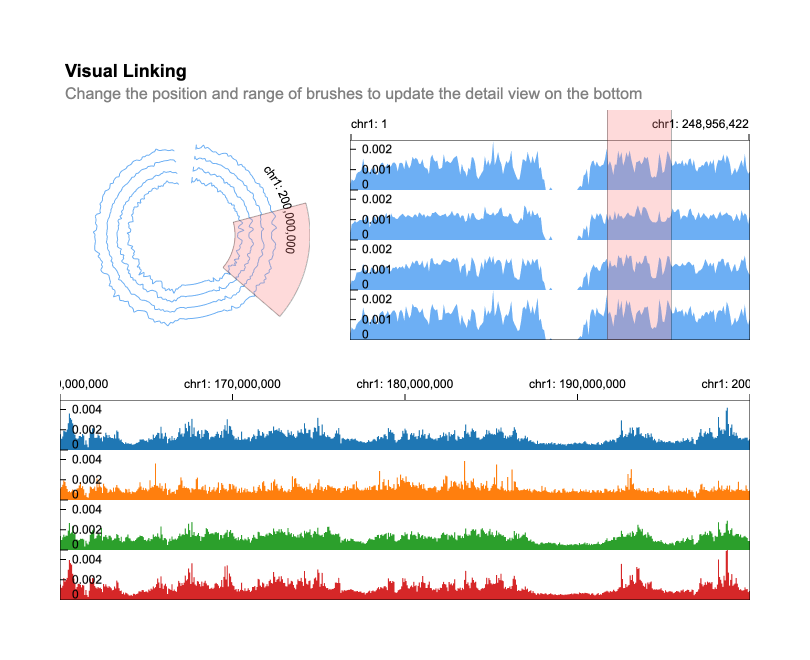 Visual Linking
Change the position and range of brushes to update the detail view on the bottom
chr1: 200,000,000
chr1: 1
chr1: 248,956,422
0.002
0.001
0
0.002
0.001
0
0.002
0.001
0
0.002
0.001
0
0,000,000
chr1: 170,000,000
chr1: 180,000,000
chr1: 190,000,000
chr1: 200
0.004
0.002
0
0.004
0.002
0
0.004
0.002
0
0.004
0.002
0